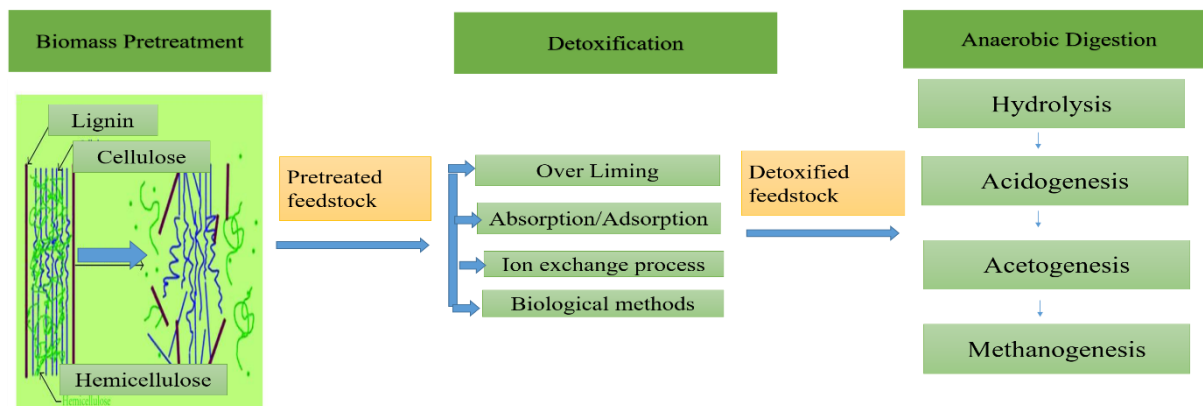 Biomass Pretreatment
Detoxification
Anaerobic Digestion
Lignin
Cellulose
Hemicellulose
Hemicellulose
Pretreated
feedstock
Over Liming
Absorption/Adsorption
Ion exchange process
Biological methods
Detoxified
feedstock
Hydrolysis
Acidogenesis
Acetogenesis
Methanogenesis